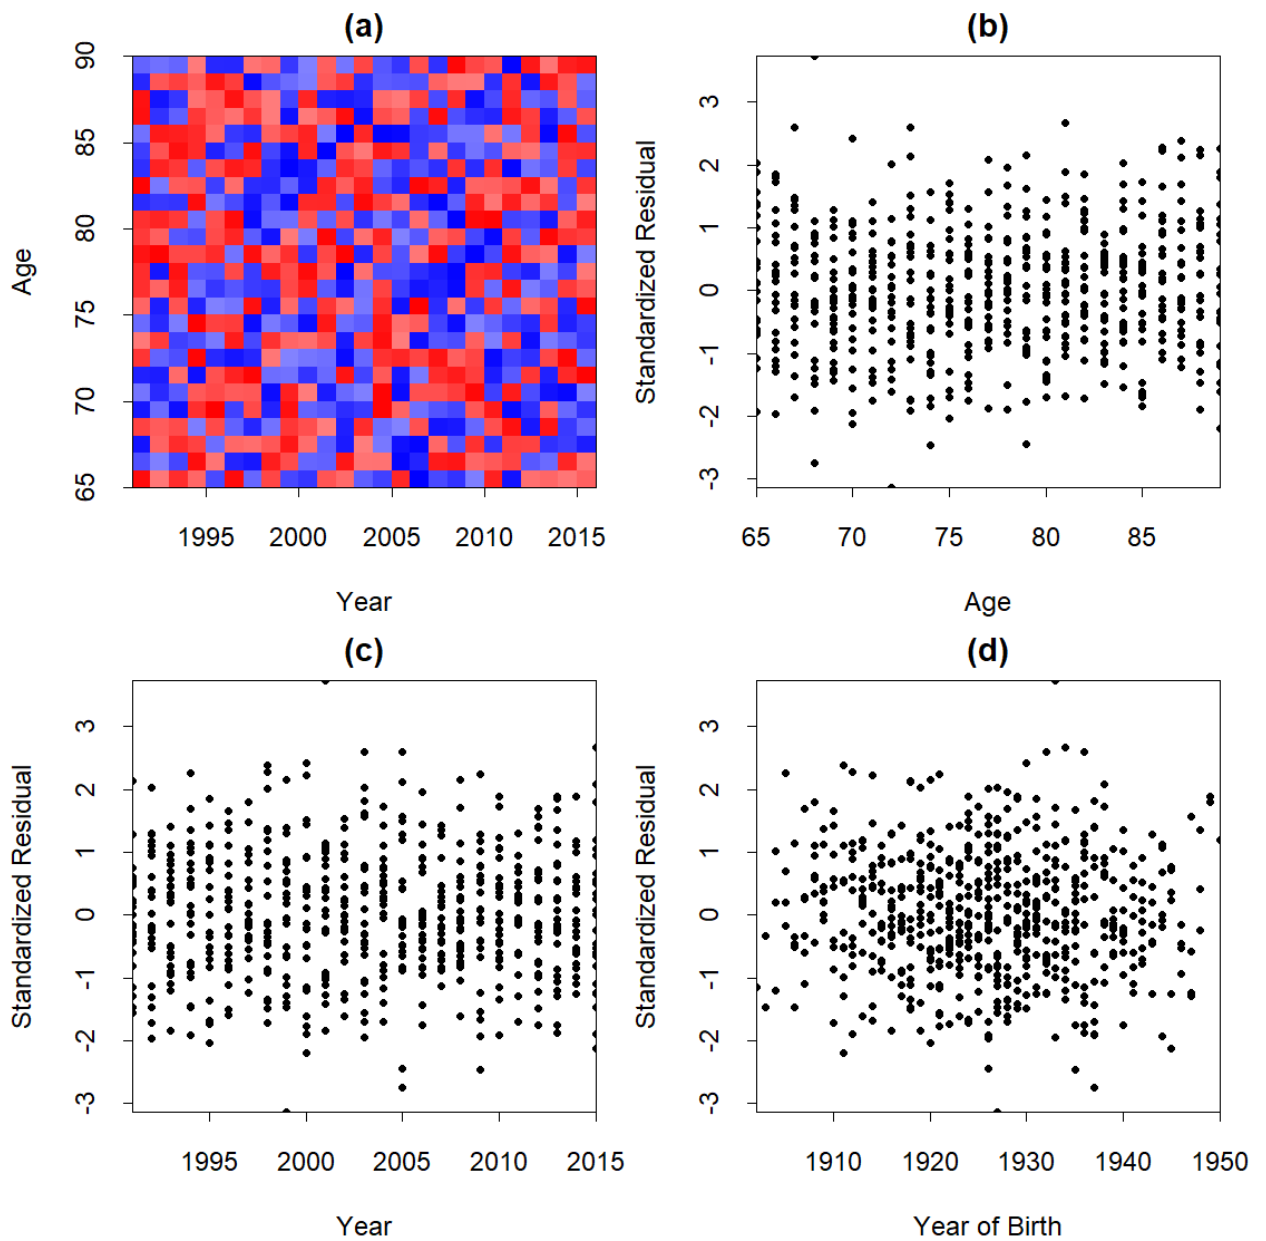 (a)
90
85
80
75
70
65
Age
1995 2000 2005 2010 2015
Year
(b)
3
2
1
0
-1
-2
-3
Standardized Residual
65 70 75 80 85
Age
(c)
3
2
1
0
-1
-2
-3
Standardized Residual
1995 2000 2005 2010 2015
Year
(d)
3
2
1
0
-1
-2
-3
Standardized Residual
1910 1920 1930 1940 1950
Year of Birth